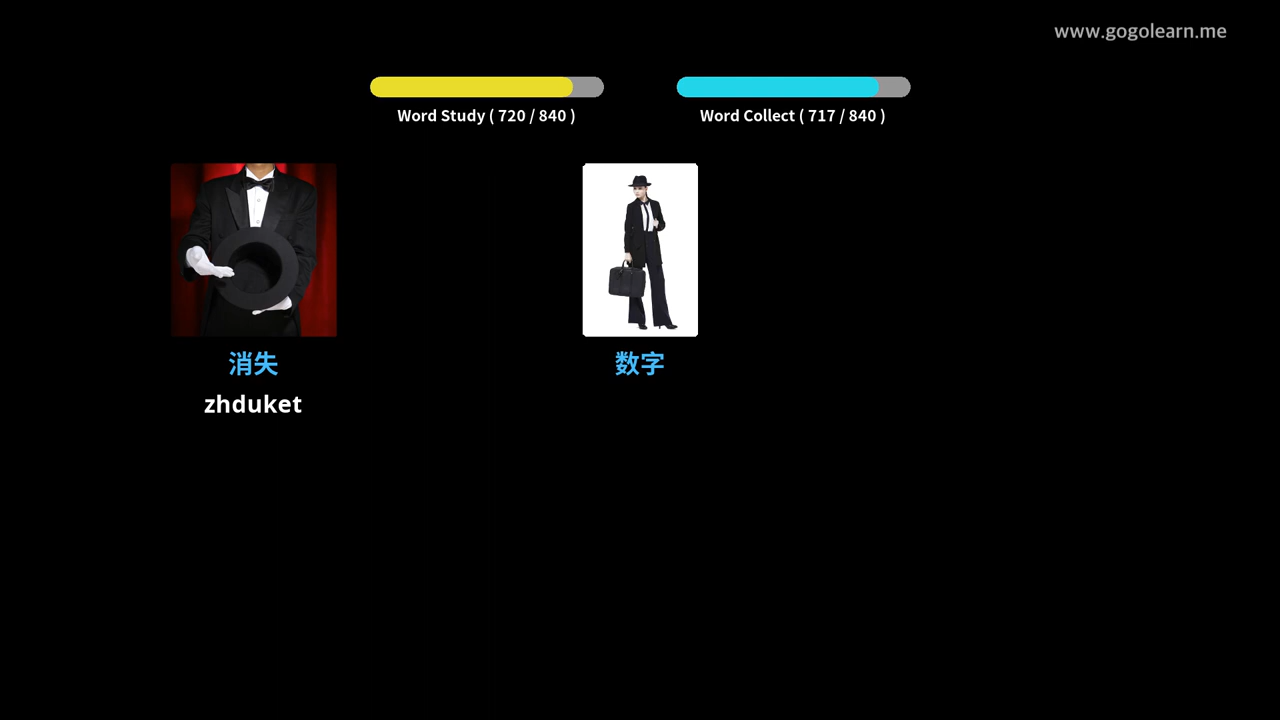 www.gogolearn.me
Word Study ( 720 / 840 )
Word Collect ( 717 / 840 )
消失
数字
zhduket